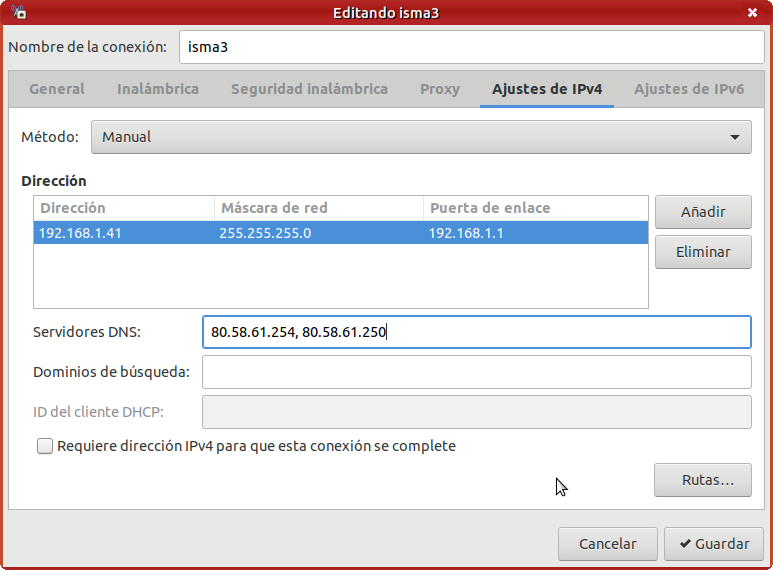 Editando isma3
Nombre de la conexión: isma3
General Inalámbrica Seguridad inalámbrica Proxy Ajustes de IPv4 Ajustes de IPv6
Método: Manual
Dirección
Dirección Máscara de red Puerta de enlace
192.168.1.41 255.255.255.0 192.168.1.1
Añadir
Eliminar
Servidores DNS: 80.58.61.254, 80.58.61.250
Dominios de búsqueda:
ID del cliente DHCP:
Requiere dirección IPv4 para que esta conexión se complete
Rutas...
Cancelar Guardar